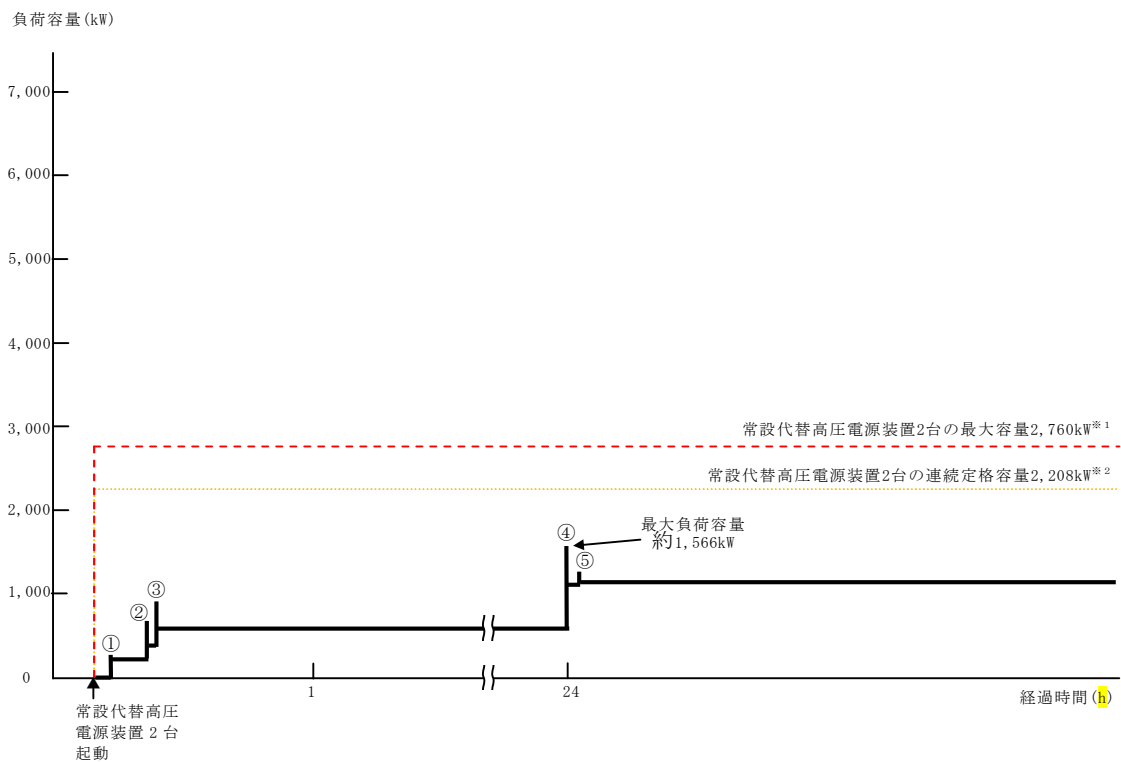 負荷容量(kW)
7,000
6,000
5,000
4,000
3,000
常設代替高圧電源装置2台の最大容量2,760kW※1
常設代替高圧電源装置2台の連続定格容量2,208kW※2
2,000
最大負荷容量
約1,566kW
④
⑤
1,000
③
②
①
0
1
24
経過時間(h)
常設代替高圧
電源装置2台
起動